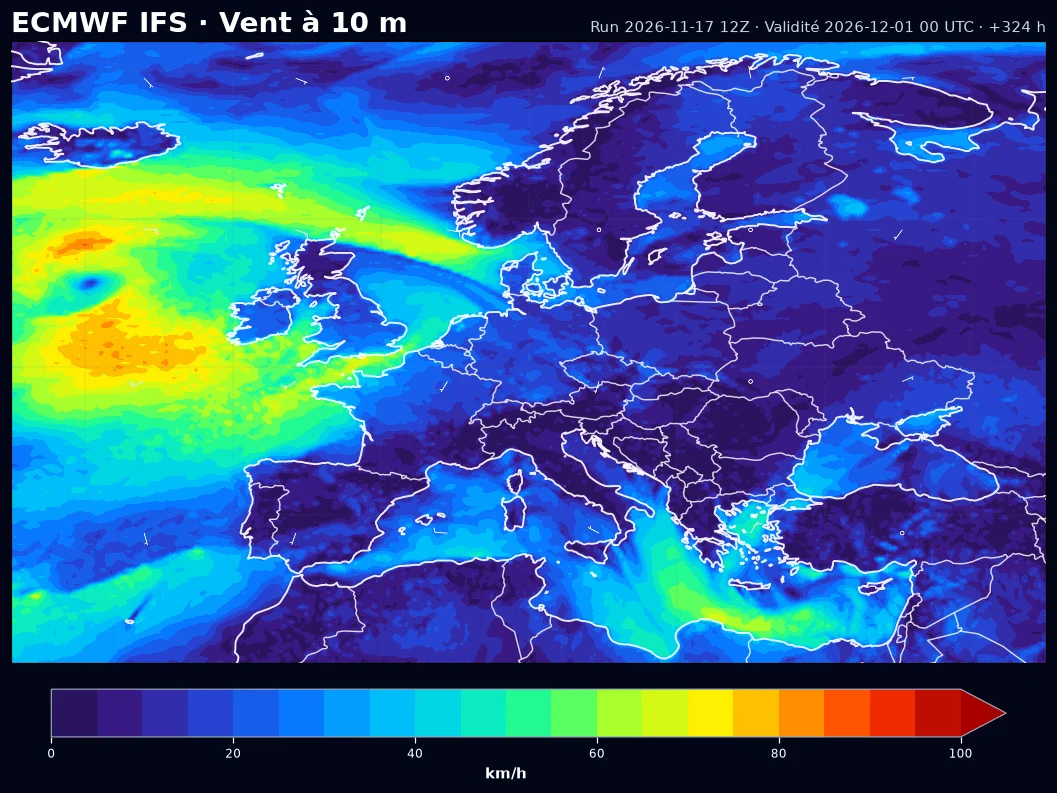 ECMWF IFS · Vent à 10 m
Run 2026-11-17 12Z · Validité 2026-12-01 00 UTC · +324 h
0 20 40 60 80 100
km/h